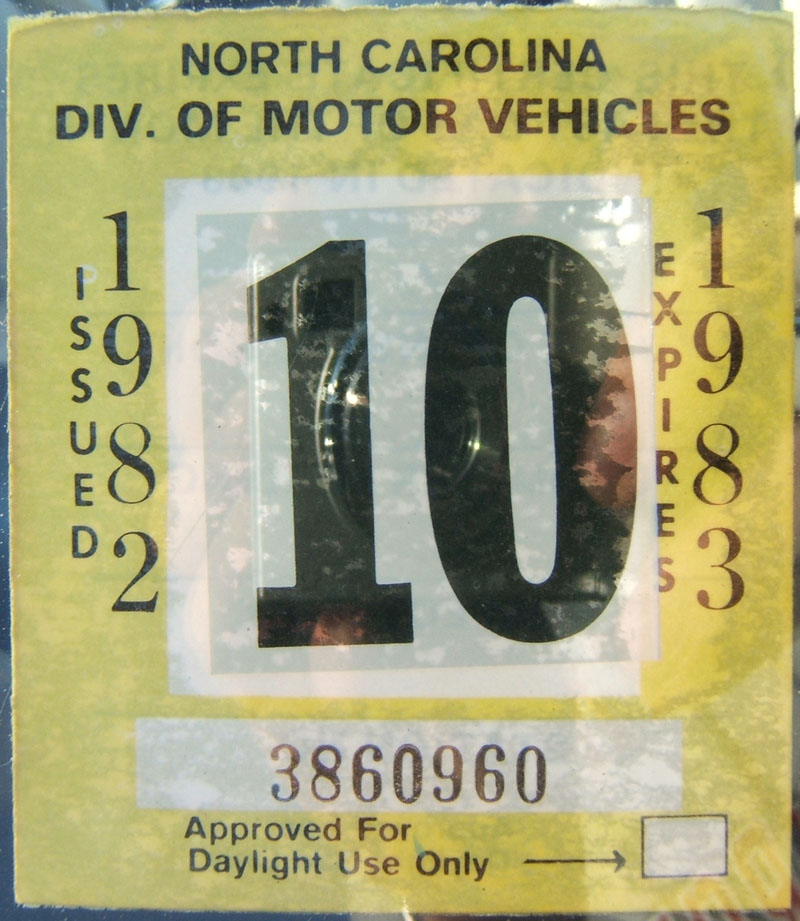 NORTH CAROLINA
DIV. OF MOTOR VEHICLES
ISSUED
1982
10
EXPIRES
1983
3860960
Approved For
Daylight Use Only